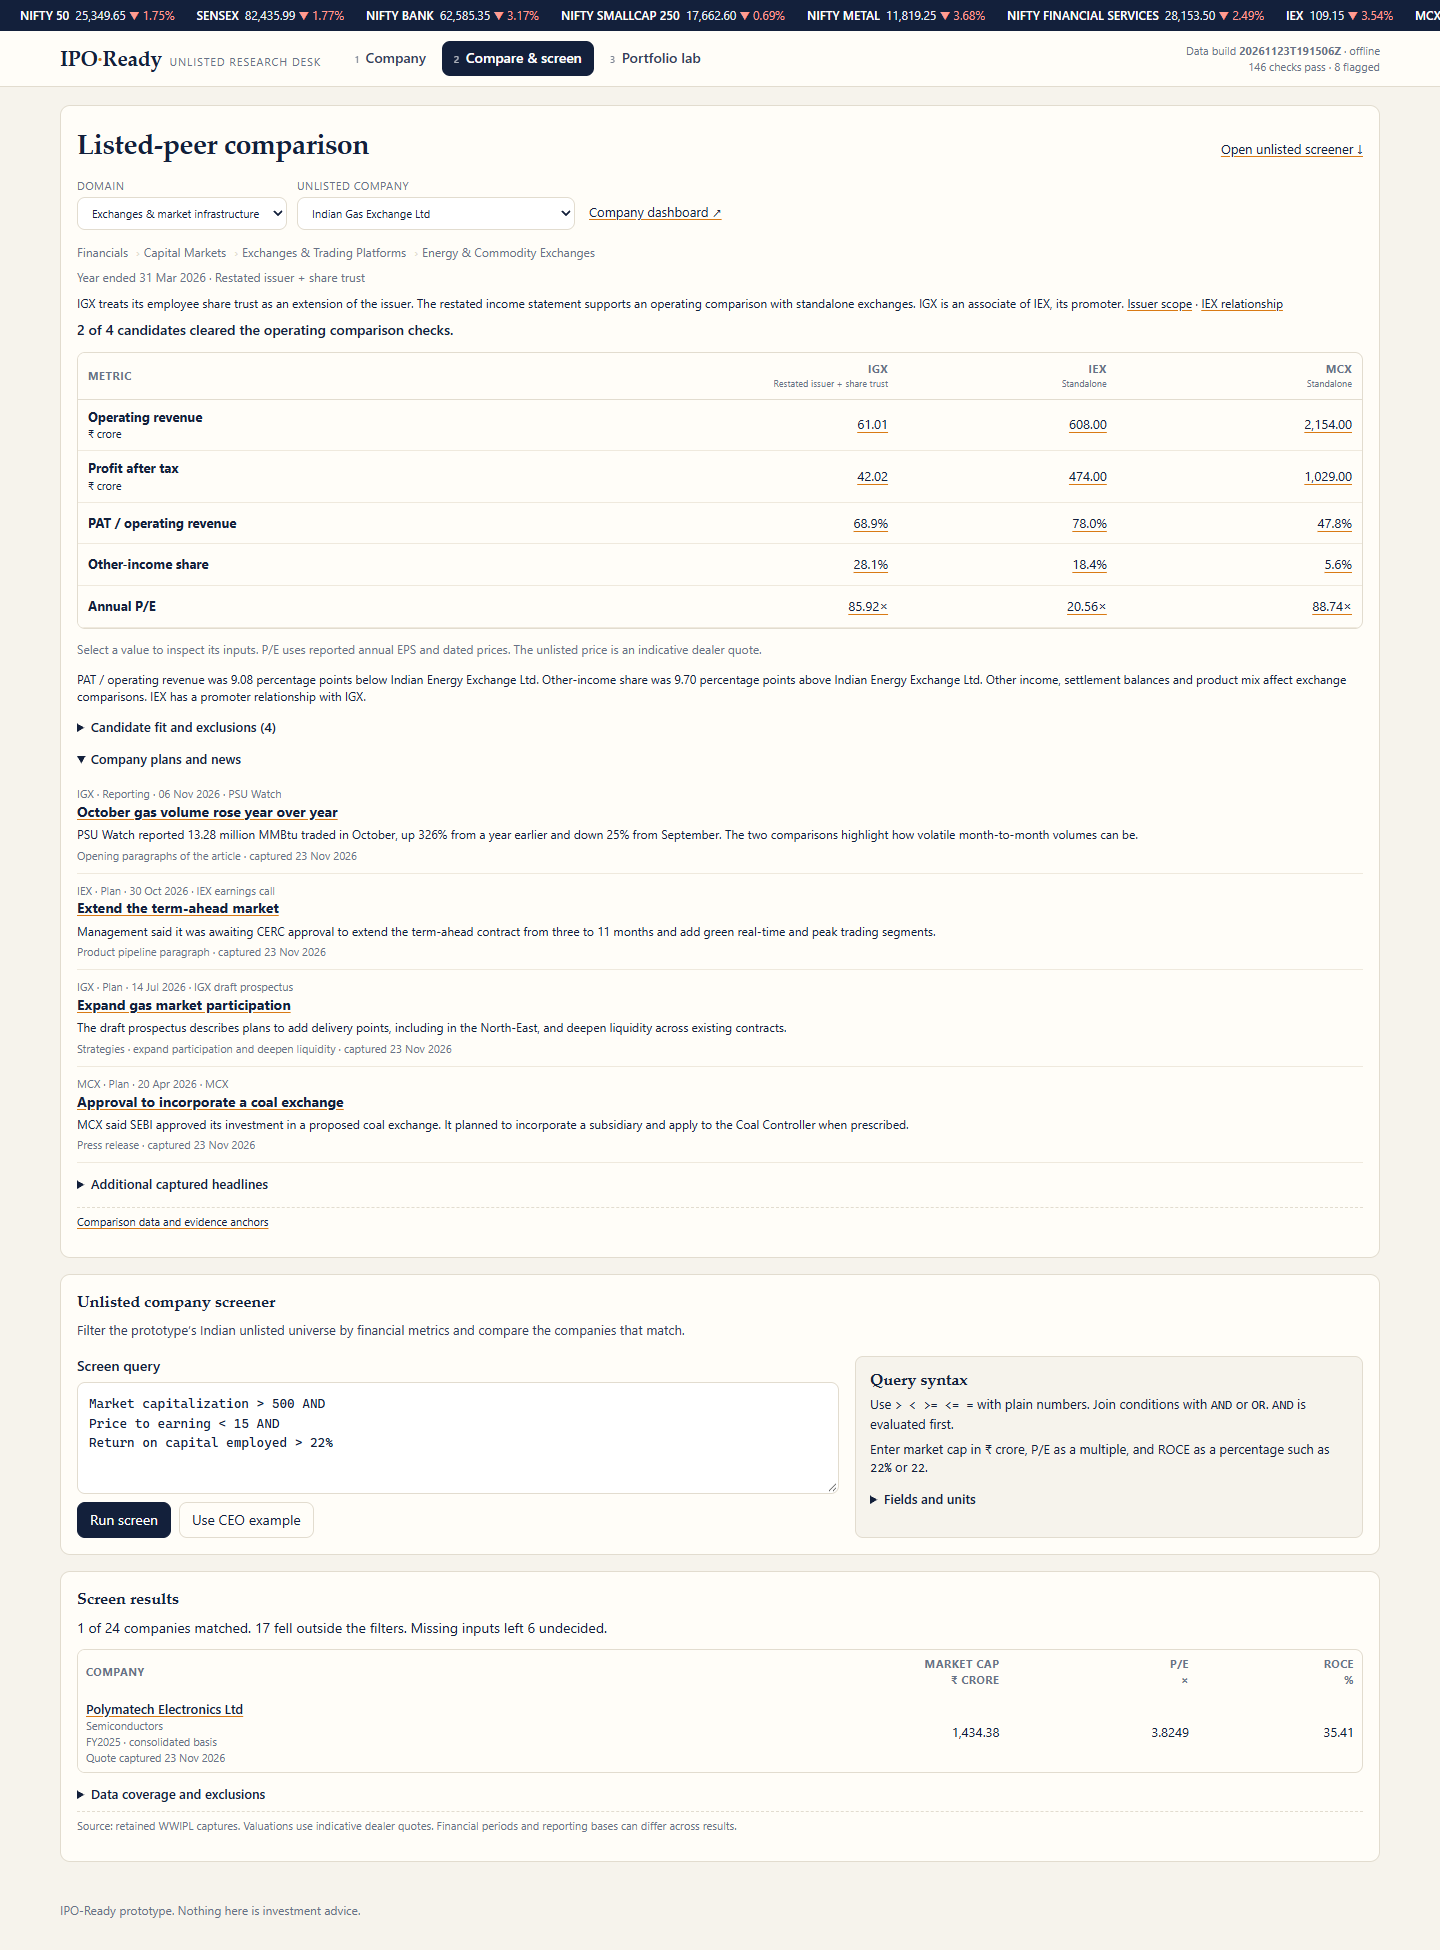 NIFTY 50 25,349.65 ▼ 1.75% SENSEX 82,435.99 ▼ 1.77% NIFTY BANK 62,585.35 ▼ 3.17% NIFTY SMALLCAP 250 17,662.60 ▼ 0.69% NIFTY METAL 11,819.25 ▼ 3.68% NIFTY FINANCIAL SERVICES 28,153.50 ▼ 2.49% IEX 109.15 ▼ 3.54% MCX
IPO·Ready UNLISTED RESEARCH DESK 1 Company 2 Compare & screen 3 Portfolio lab
Data build 20261123T191506Z · offline
146 checks pass · 8 flagged
Listed-peer comparison
Open unlisted screener ↓
DOMAIN UNLISTED COMPANY
Exchanges & market infrastructure Indian Gas Exchange Ltd Company dashboard ↗
Financials › Capital Markets › Exchanges & Trading Platforms › Energy & Commodity Exchanges
Year ended 31 Mar 2026 · Restated issuer + share trust
IGX treats its employee share trust as an extension of the issuer. The restated income statement supports an operating comparison with standalone exchanges. IGX is an associate of IEX, its promoter. Issuer scope · IEX relationship
2 of 4 candidates cleared the operating comparison checks.
METRIC IGX IEX MCX
Restated issuer + share trust Standalone Standalone
Operating revenue
₹ crore 61.01 608.00 2,154.00
Profit after tax
₹ crore 42.02 474.00 1,029.00
PAT / operating revenue 68.9% 78.0% 47.8%
Other-income share 28.1% 18.4% 5.6%
Annual P/E 85.92× 20.56× 88.74×
Select a value to inspect its inputs. P/E uses reported annual EPS and dated prices. The unlisted price is an indicative dealer quote.
PAT / operating revenue was 9.08 percentage points below Indian Energy Exchange Ltd. Other-income share was 9.70 percentage points above Indian Energy Exchange Ltd. Other income, settlement balances and product mix affect exchange
comparisons. IEX has a promoter relationship with IGX.
▶ Candidate fit and exclusions (4)
▼ Company plans and news
IGX · Reporting · 06 Nov 2026 · PSU Watch
October gas volume rose year over year
PSU Watch reported 13.28 million MMBtu traded in October, up 326% from a year earlier and down 25% from September. The two comparisons highlight how volatile month-to-month volumes can be.
Opening paragraphs of the article · captured 23 Nov 2026
IEX · Plan · 30 Oct 2026 · IEX earnings call
Extend the term-ahead market
Management said it was awaiting CERC approval to extend the term-ahead contract from three to 11 months and add green real-time and peak trading segments.
Product pipeline paragraph · captured 23 Nov 2026
IGX · Plan · 14 Jul 2026 · IGX draft prospectus
Expand gas market participation
The draft prospectus describes plans to add delivery points, including in the North-East, and deepen liquidity across existing contracts.
Strategies · expand participation and deepen liquidity · captured 23 Nov 2026
MCX · Plan · 20 Apr 2026 · MCX
Approval to incorporate a coal exchange
MCX said SEBI approved its investment in a proposed coal exchange. It planned to incorporate a subsidiary and apply to the Coal Controller when prescribed.
Press release · captured 23 Nov 2026
▶ Additional captured headlines
Comparison data and evidence anchors
Unlisted company screener
Filter the prototype's Indian unlisted universe by financial metrics and compare the companies that match.
Screen query
Market capitalization > 500 AND
Price to earning < 15 AND
Return on capital employed > 22%
Run screen Use CEO example
Query syntax
Use > < >= <= = with plain numbers. Join conditions with AND or OR. AND is
evaluated first.
Enter market cap in ₹ crore, P/E as a multiple, and ROCE as a percentage such as
22% or 22.
▶ Fields and units
Screen results
1 of 24 companies matched. 17 fell outside the filters. Missing inputs left 6 undecided.
COMPANY MARKET CAP P/E ROCE
₹ CRORE × %
Polymatech Electronics Ltd
Semiconductors
FY2025 · consolidated basis
Quote captured 23 Nov 2026
1,434.38 3.8249 35.41
▶ Data coverage and exclusions
Source: retained WWIPL captures. Valuations use indicative dealer quotes. Financial periods and reporting bases can differ across results.
IPO-Ready prototype. Nothing here is investment advice.